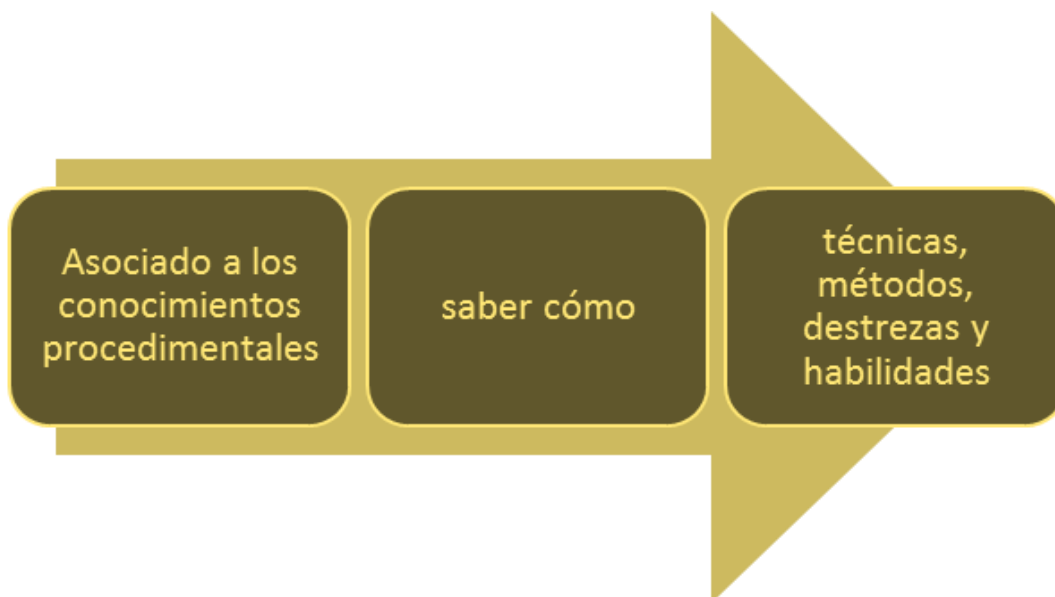 Asociado a los
conocimientos
procedimentales
saber cómo
técnicas,
métodos,
destrezas y
habilidades